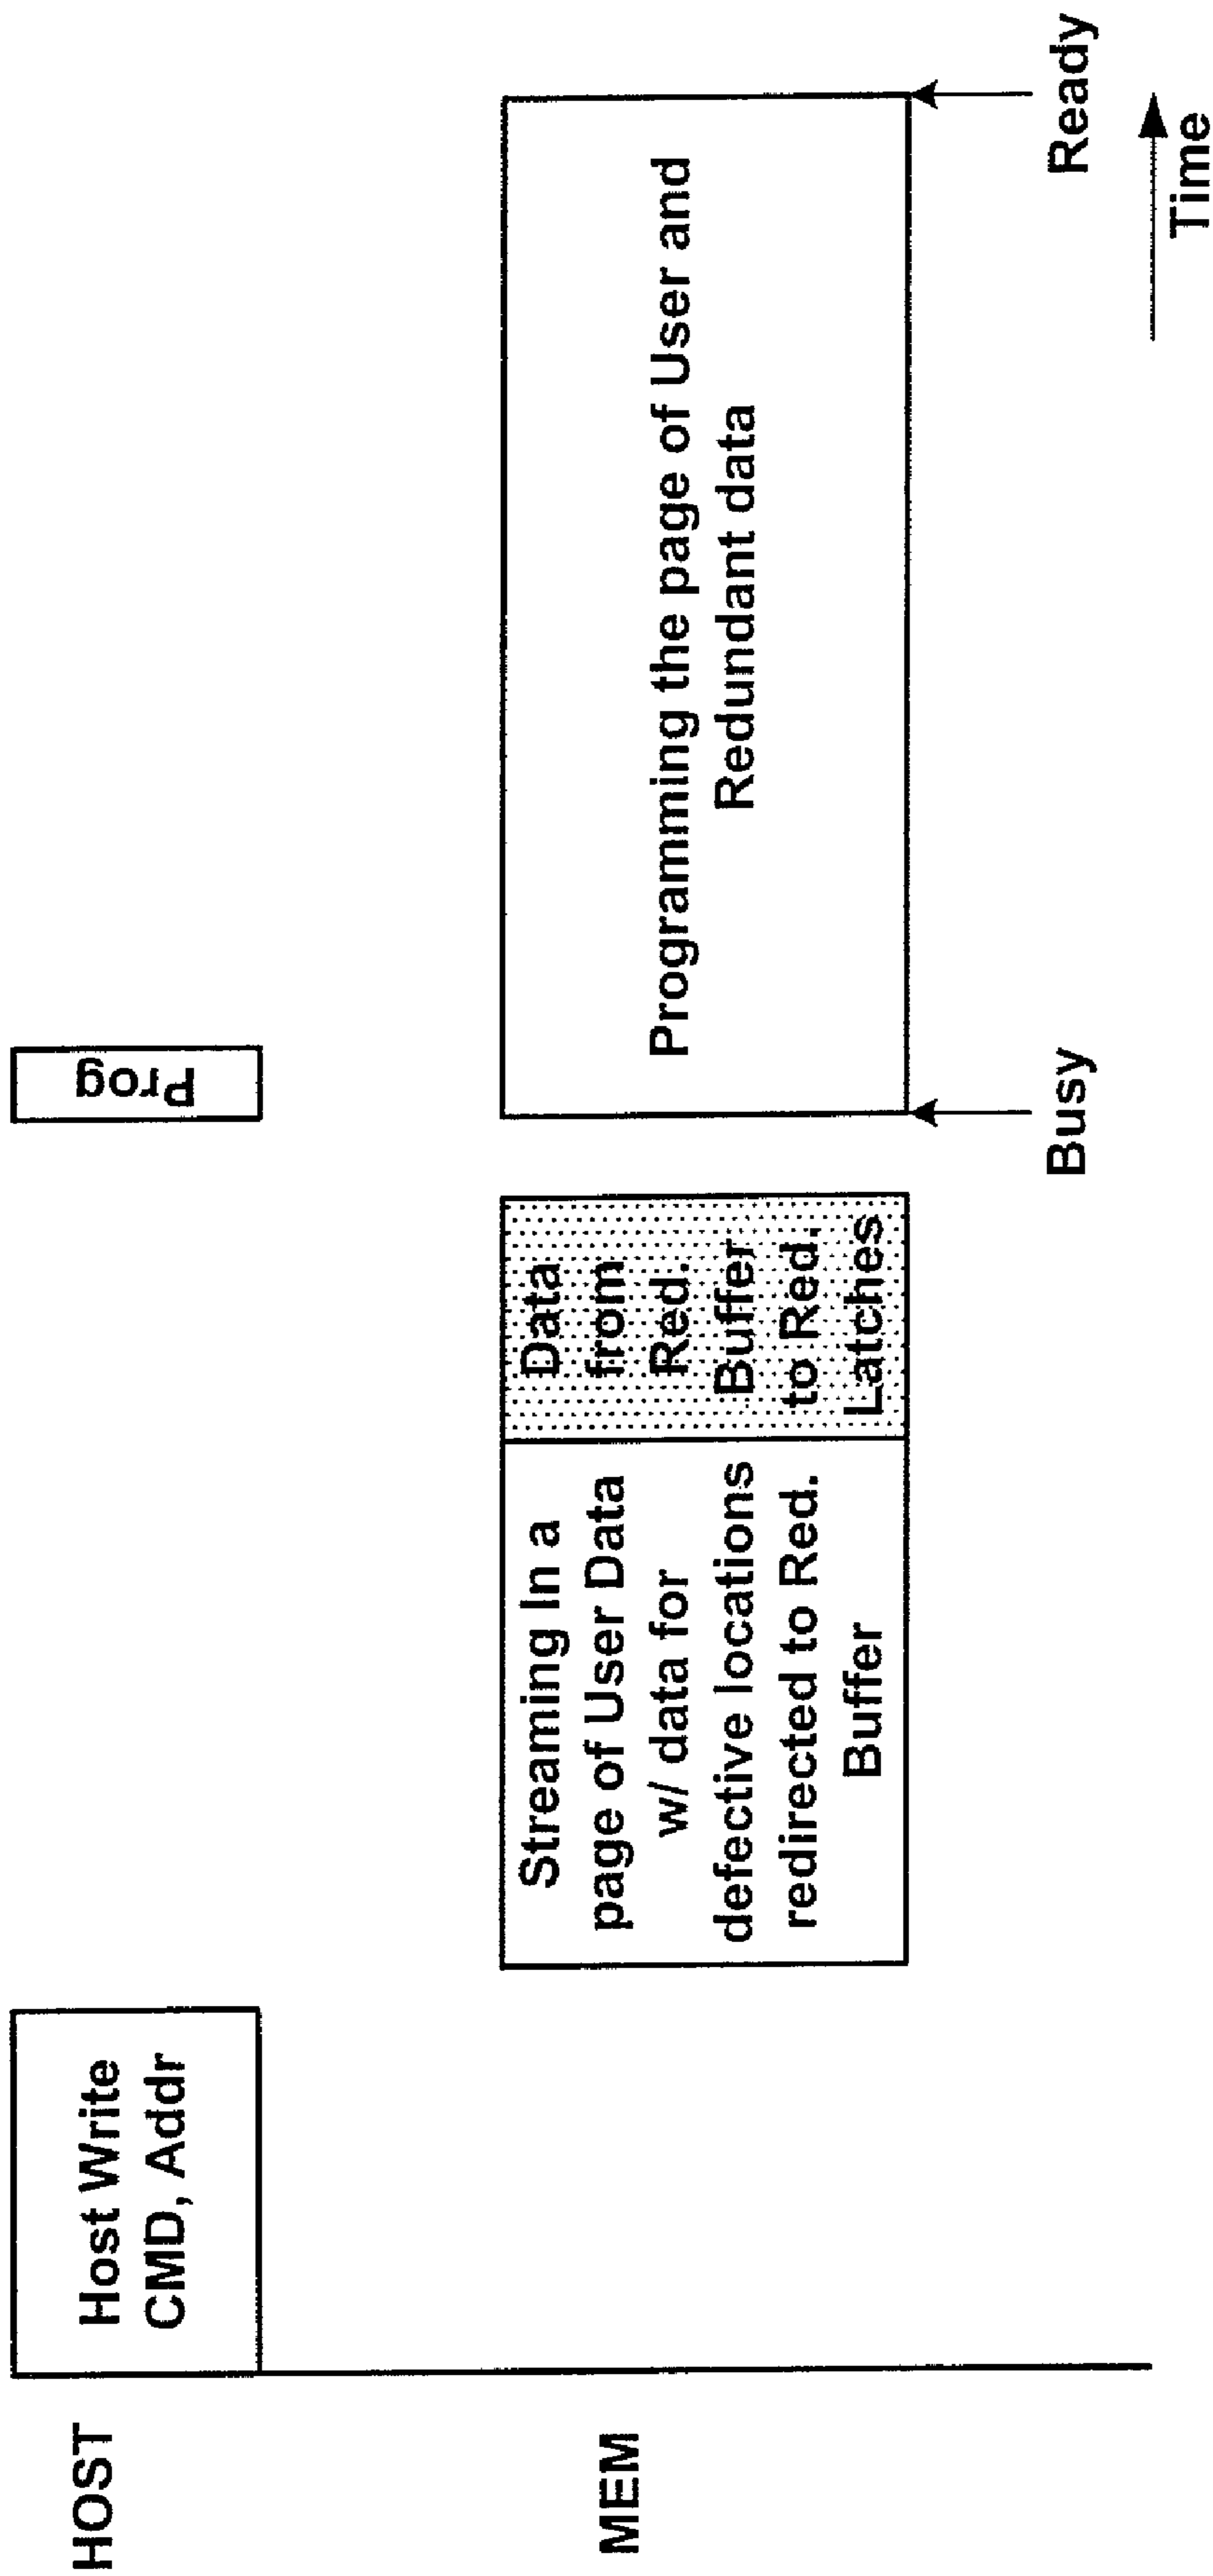 HOST
Host Write
CMD, Addr
Prog
MEM
Streaming In a
page of User Data
w/ data for
defective locations
redirected to Red.
Buffer
Data
from
Red.
Buffer
to Red.
Latches
Programming the page of User and
Redundant data
Busy
Ready
Time